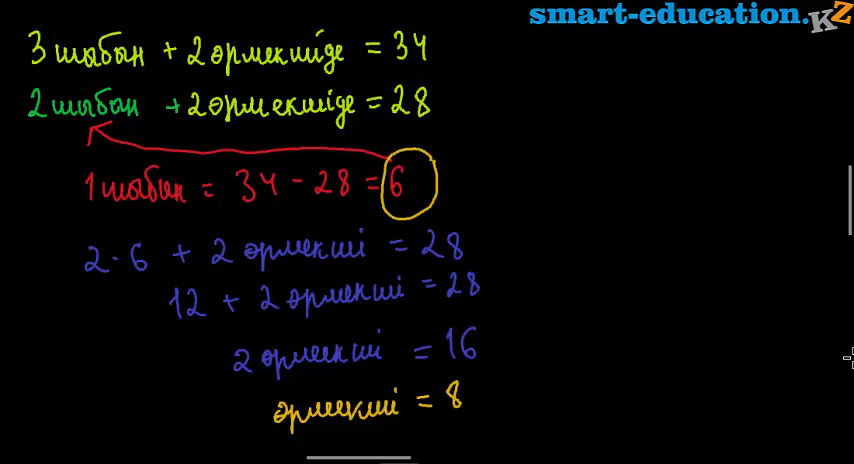 smart-education.KZ
3 шыбын + 2 өрмекшіде = 34
2 шыбын + 2 өрмекшіде = 28
1 шыбын = 34 - 28 = 6
2 · 6 + 2 өрмекші = 28
12 + 2 өрмекші = 28
2 өрмекші = 16
өрмекші = 8